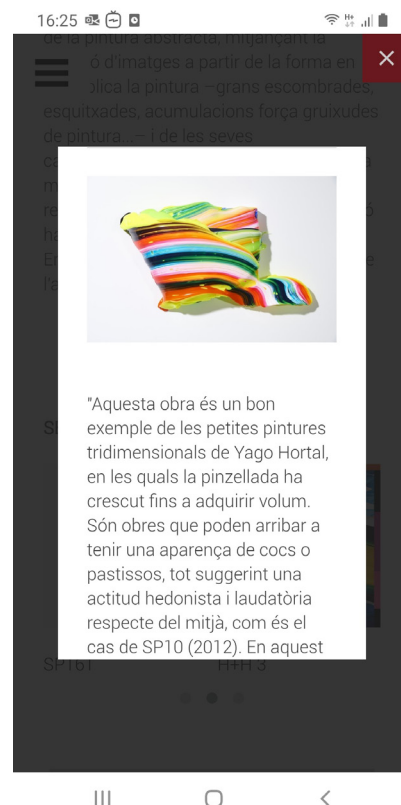 16:25
de la pintura abstracta, mitjançant la
ó d'imatges a partir de la forma en
plica la pintura –grans escombrades,
esquitxades, acumulacions força gruixudes
de pintura...– i de les seves
"Aquesta obra és un bon
exemple de les petites pintures
tridimensionals de Yago Hortal,
en les quals la pinzellada ha
crescut fins a adquirir volum.
Són obres que poden arribar a
tenir una aparença de cocs o
pastissos, tot suggerint una
actitud hedonista i laudatòria
respecte del mitjà, com és el
cas de SP10 (2012). En aquest
SP161 H+H 3